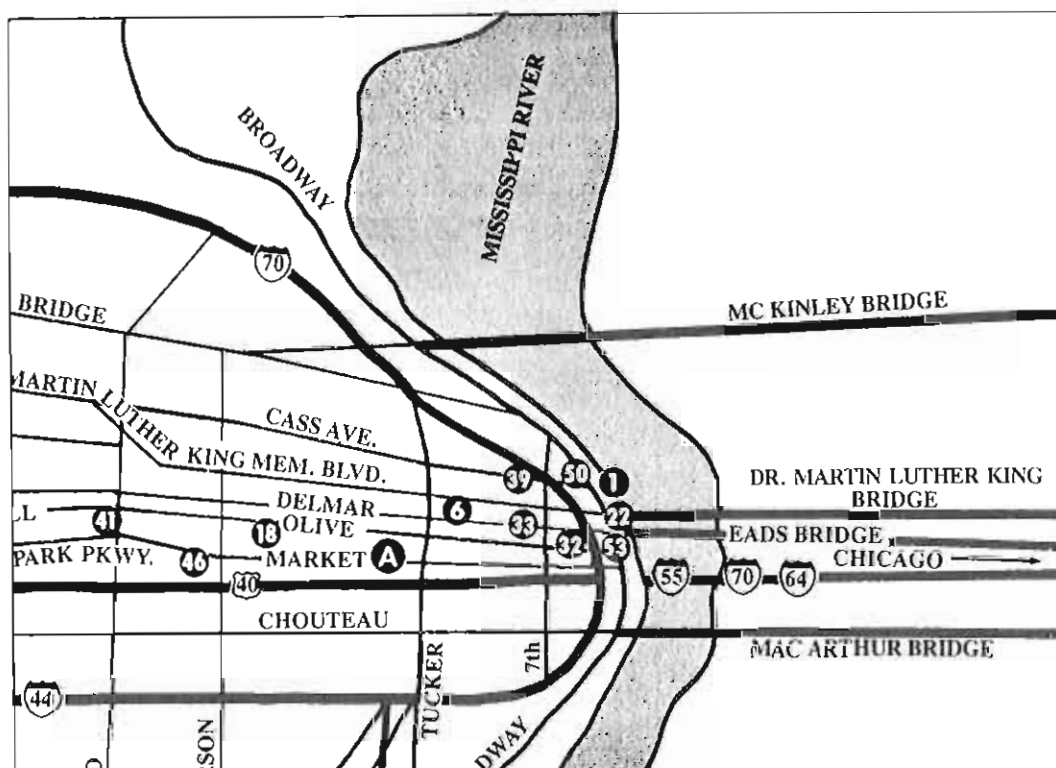 BROADWAY
MISSISSIPPI RIVER
70
BRIDGE
MC KINLEY BRIDGE
MARTIN LUTHER KING MEM. BLVD.
CASS AVE.
39
50
1
DR. MARTIN LUTHER KING
BRIDGE
DELMAR
6
33
22
LL
41
18
OLIVE
32
53
EADS BRIDGE
PARK PKWY.
46
MARKET
A
CHICAGO
40
55
70
64
CHOUTEAU
MAC ARTHUR BRIDGE
44
TUCKER
7th
SON
DWAY